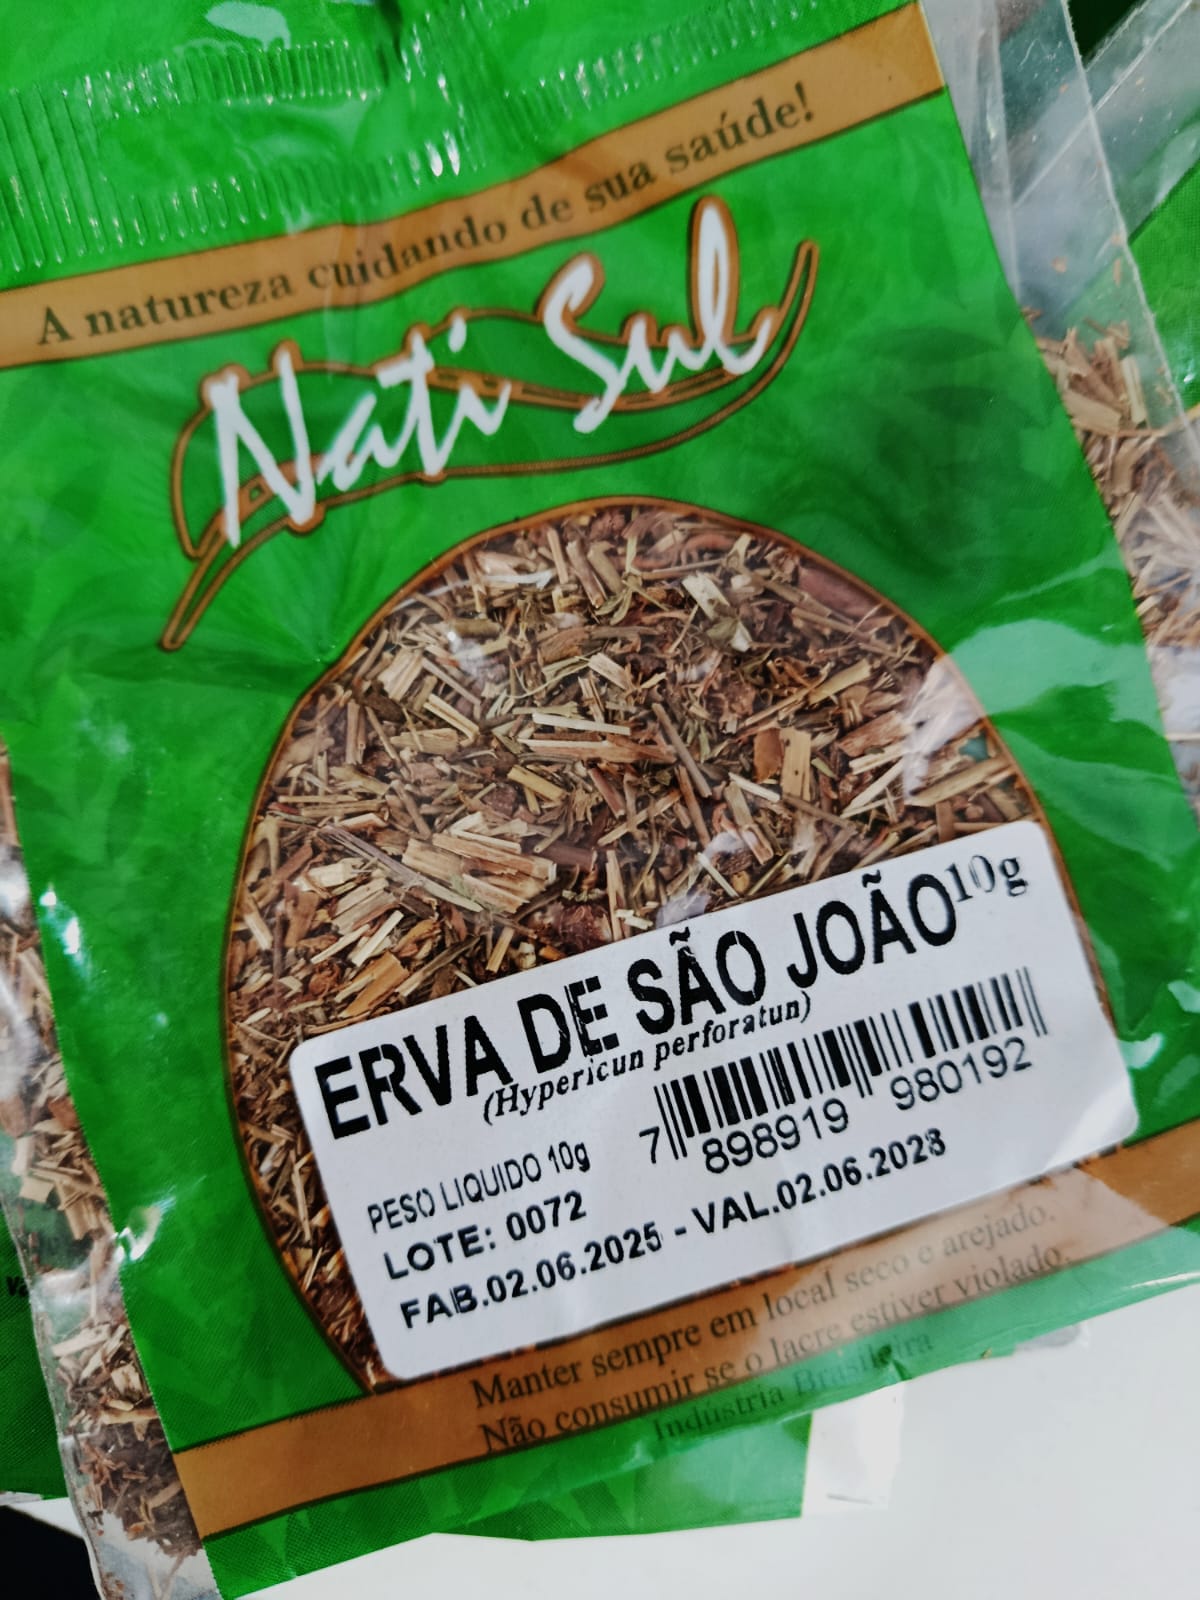 A natureza cuidando de sua saúde!
Nati Sul
ERVA DE SÃO JOÃO 10g
(Hypericun perforatun)
PESO LIQUIDO 10g
7 898919 980192
LOTE: 0072
FAB.02.06.2025 - VAL.02.06.2028
Manter sempre em local seco e arejado.
Não consumir se o lacre estiver violado.
Indústria Brasileira